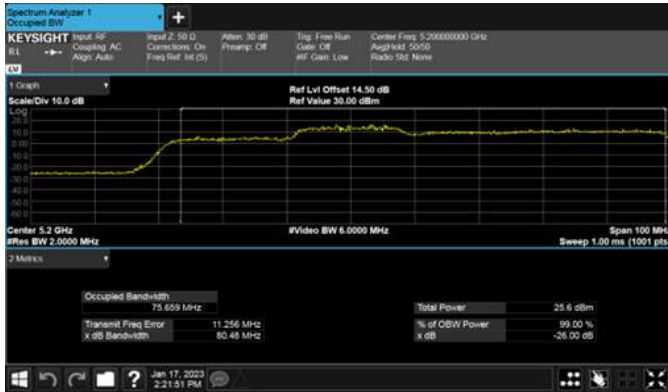 Spectrum Analyzer 1
Occupied BW
+
KEYSIGHT
RL
Input: RF
Coupling: AC
Align: Auto
Input Z: 50 Ω
Corrections: On
Freq Ref: Int (S)
Atten: 30 dB
Preamp: Off
Trig: Free Run
Gate: Off
#IF Gain: Low
Center Freq: 5.200000000 GHz
Avg|Hold: 50/50
Radio Std: None
1 Graph
Scale/Div 10.0 dB
Ref Lvl Offset 14.50 dB
Ref Value 30.00 dBm
Log
20.0
10.0
0.00
-10.0
-20.0
-30.0
-40.0
-50.0
-60.0
Center 5.2 GHz
#Res BW 2.0000 MHz
#Video BW 6.0000 MHz
Span 100 MHz
Sweep 1.00 ms (1001 pts
2 Metrics
Occupied Bandwidth
75.659 MHz
Transmit Freq Error 11.256 MHz
x dB Bandwidth 80.48 MHz
Total Power 25.6 dBm
% of OBW Power 99.00 %
x dB -26.00 dB
?
Jan 17, 2023
2:21:51 PM